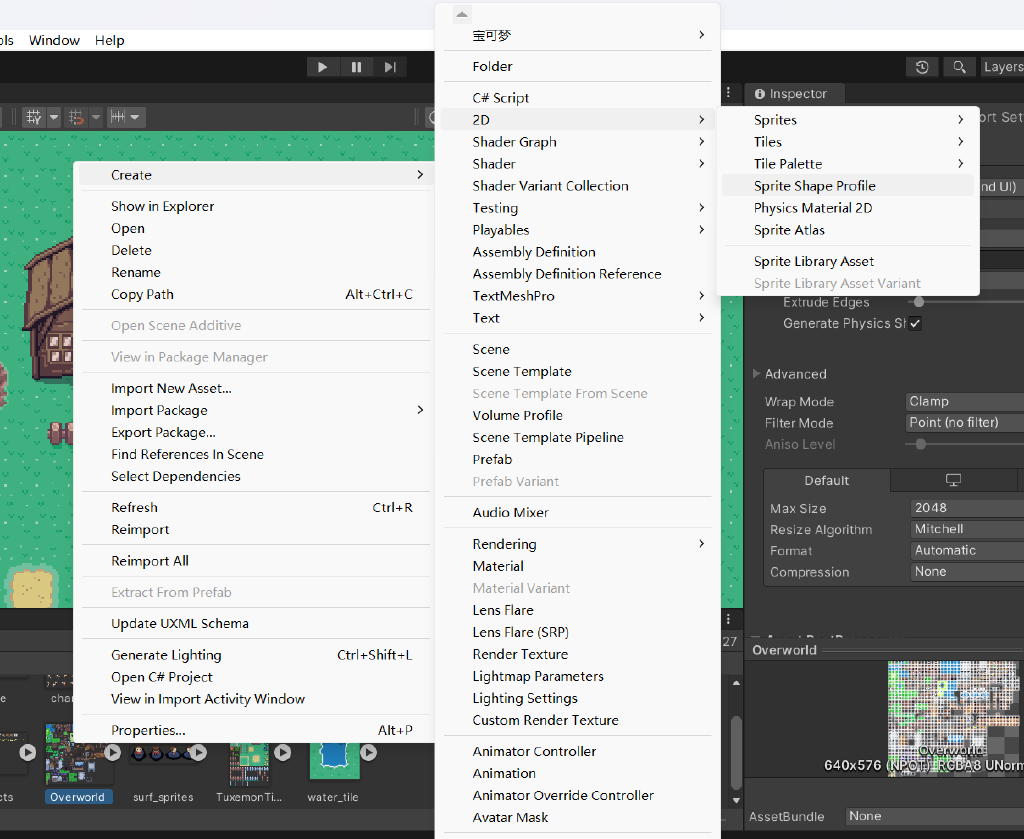 ols Window Help
Layers
Inspector
ort Set
nd UI)
Extrude Edges
Generate Physics Sh
Advanced
Wrap Mode
Clamp
Filter Mode
Point (no filter)
Aniso Level
Default
Max Size
2048
Resize Algorithm
Mitchell
Format
Automatic
Compression
None
27
Overworld
Overworld
640x576 (NPOT) RGBA8 UNorm
AssetBundle
None
Create
Show in Explorer
Open
Delete
Rename
Copy Path Alt+Ctrl+C
Open Scene Additive
View in Package Manager
Import New Asset...
Import Package
Export Package...
Find References In Scene
Select Dependencies
Refresh Ctrl+R
Reimport
Reimport All
Extract From Prefab
Update UXML Schema
Generate Lighting Ctrl+Shift+L
Open C# Project
View in Import Activity Window
Properties... Alt+P
宝可梦
Folder
C# Script
2D
Shader Graph
Shader
Shader Variant Collection
Testing
Playables
Assembly Definition
Assembly Definition Reference
TextMeshPro
Text
Scene
Scene Template
Scene Template From Scene
Volume Profile
Scene Template Pipeline
Prefab
Prefab Variant
Audio Mixer
Rendering
Material
Material Variant
Lens Flare
Lens Flare (SRP)
Render Texture
Lightmap Parameters
Lighting Settings
Custom Render Texture
Animator Controller
Animation
Animator Override Controller
Avatar Mask
Sprites
Tiles
Tile Palette
Sprite Shape Profile
Physics Material 2D
Sprite Atlas
Sprite Library Asset
Sprite Library Asset Variant
e
char
cts
Overworld
surf_sprites
TuxemonTi...
water_tile